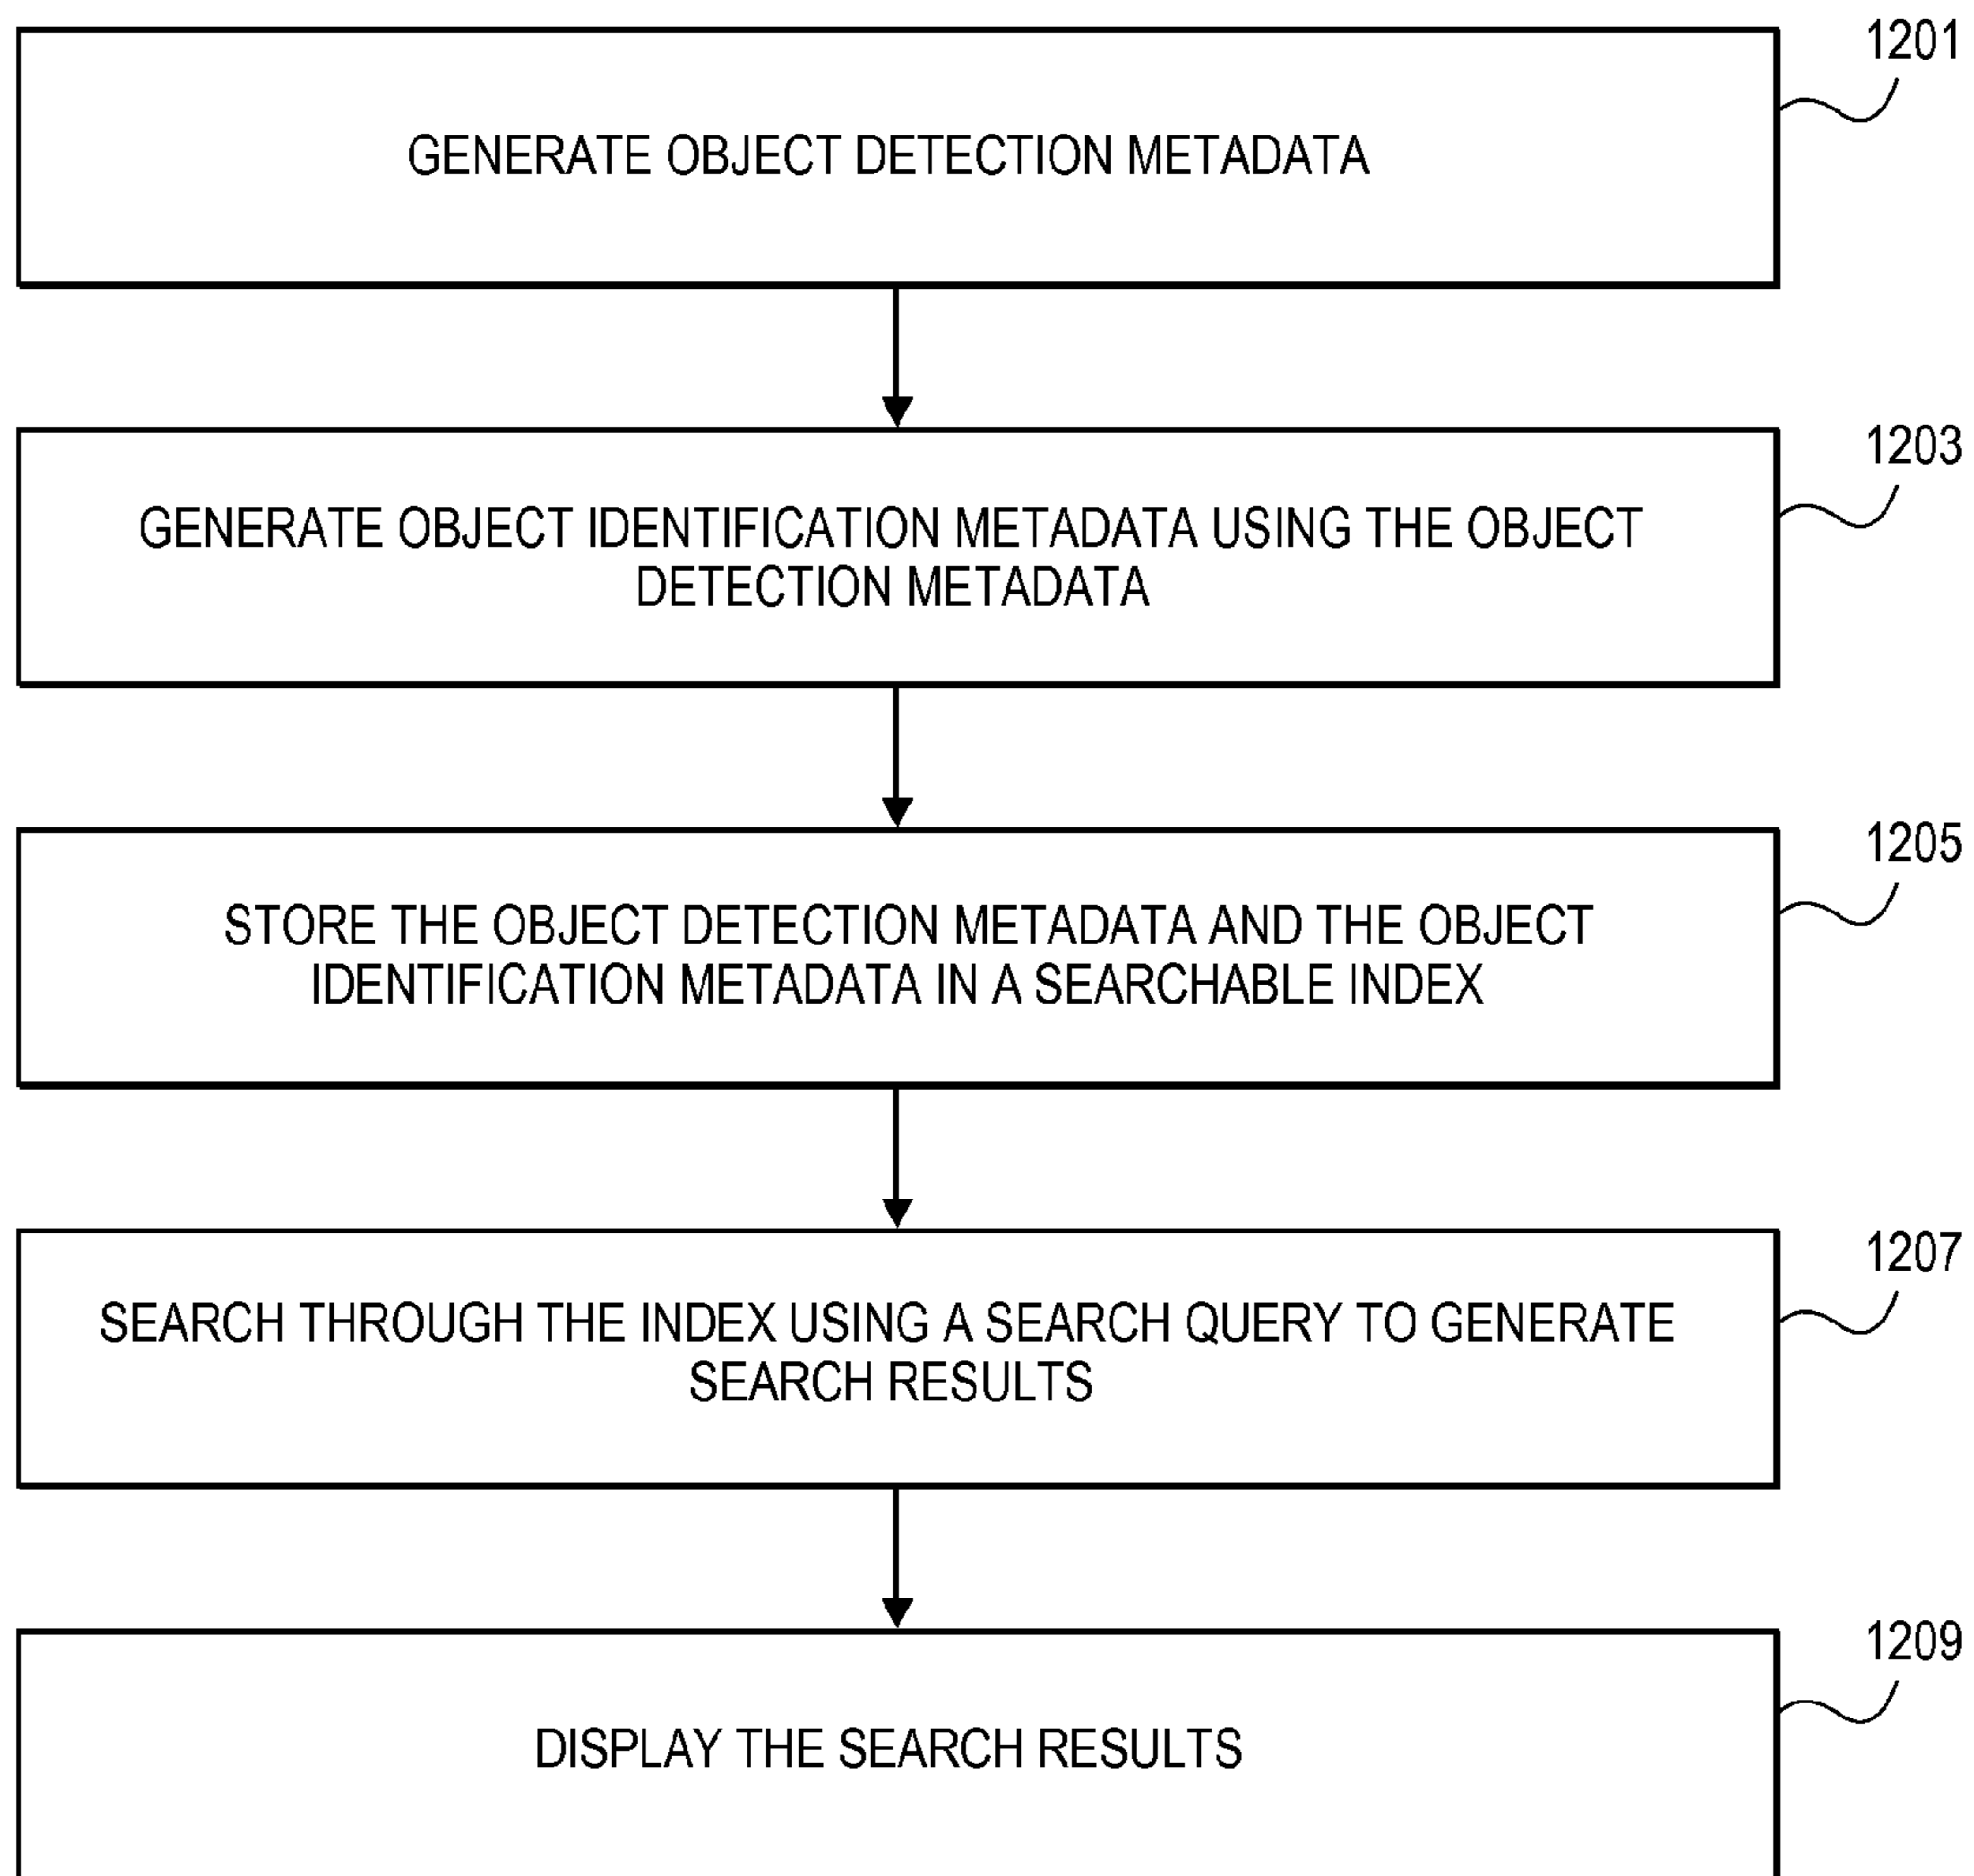 1201
GENERATE OBJECT DETECTION METADATA
1203
GENERATE OBJECT IDENTIFICATION METADATA USING THE OBJECT
DETECTION METADATA
1205
STORE THE OBJECT DETECTION METADATA AND THE OBJECT
IDENTIFICATION METADATA IN A SEARCHABLE INDEX
1207
SEARCH THROUGH THE INDEX USING A SEARCH QUERY TO GENERATE
SEARCH RESULTS
1209
DISPLAY THE SEARCH RESULTS